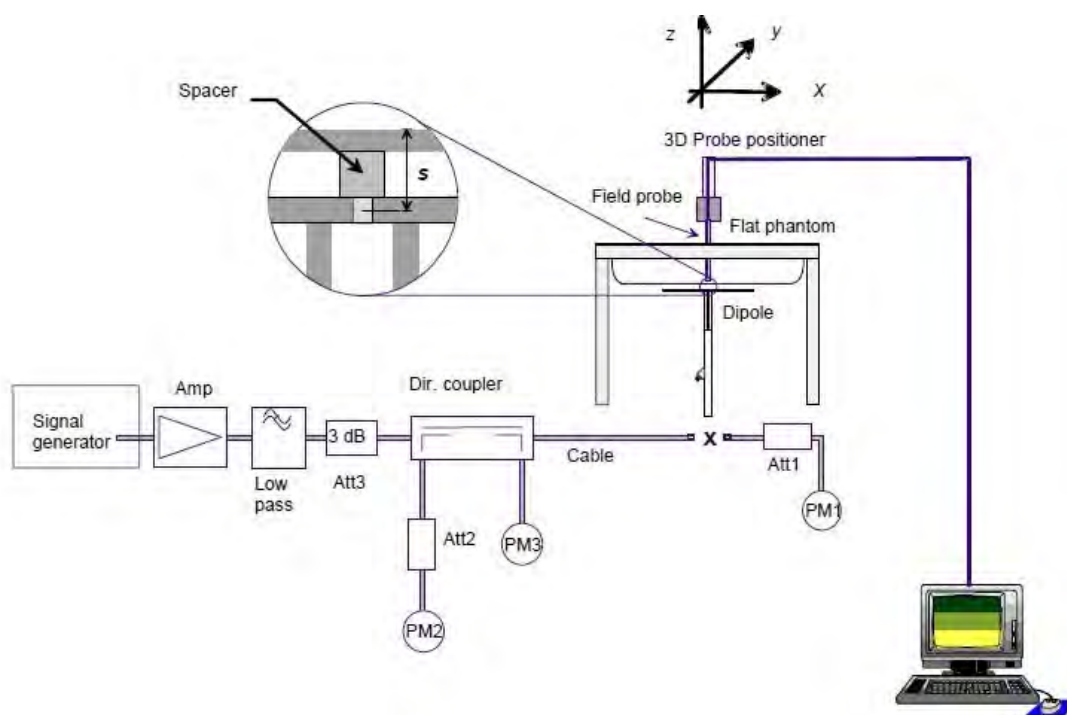 z
y
x
Spacer
s
3D Probe positioner
Field probe
Flat phantom
Dipole
Dir. coupler
Amp
Signal
generator
3 dB
Low
pass
Att3
Cable
X
Att1
Att2
PM3
PM1
PM2